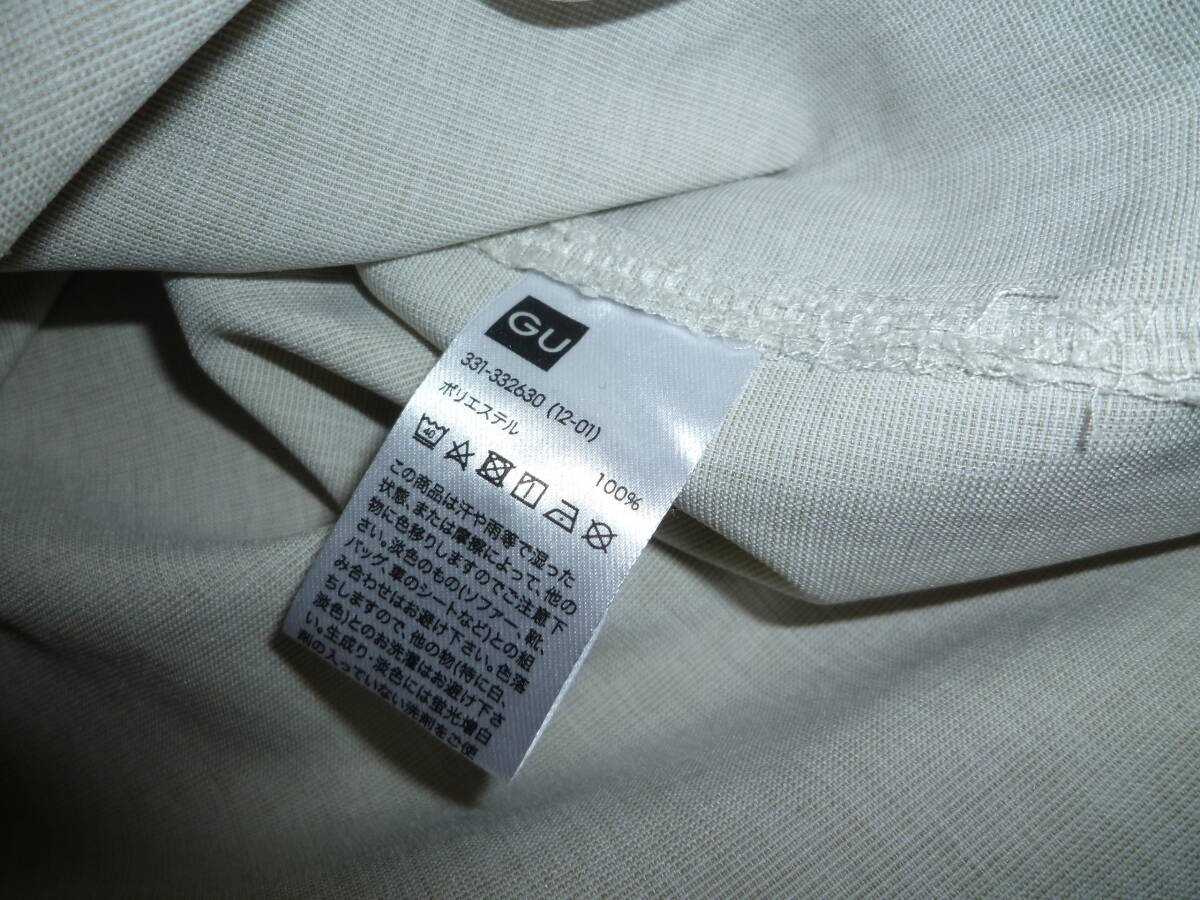 GU
331-332630 (12-01)
ポリエステル 100%
40
この商品は汗や雨等で湿った
状態、または摩擦によって、他の
物に色移りしますのでご注意下
さい。淡色のもの(ソファー、靴、
バッグ、車のシートなど)との組
み合わせはお避け下さい。色落
ちしますので、他の物(特に白、
淡色)とのお洗濯はお避け下さ
い。生成り・淡色には蛍光増白
剤の入っていない洗剤をご使